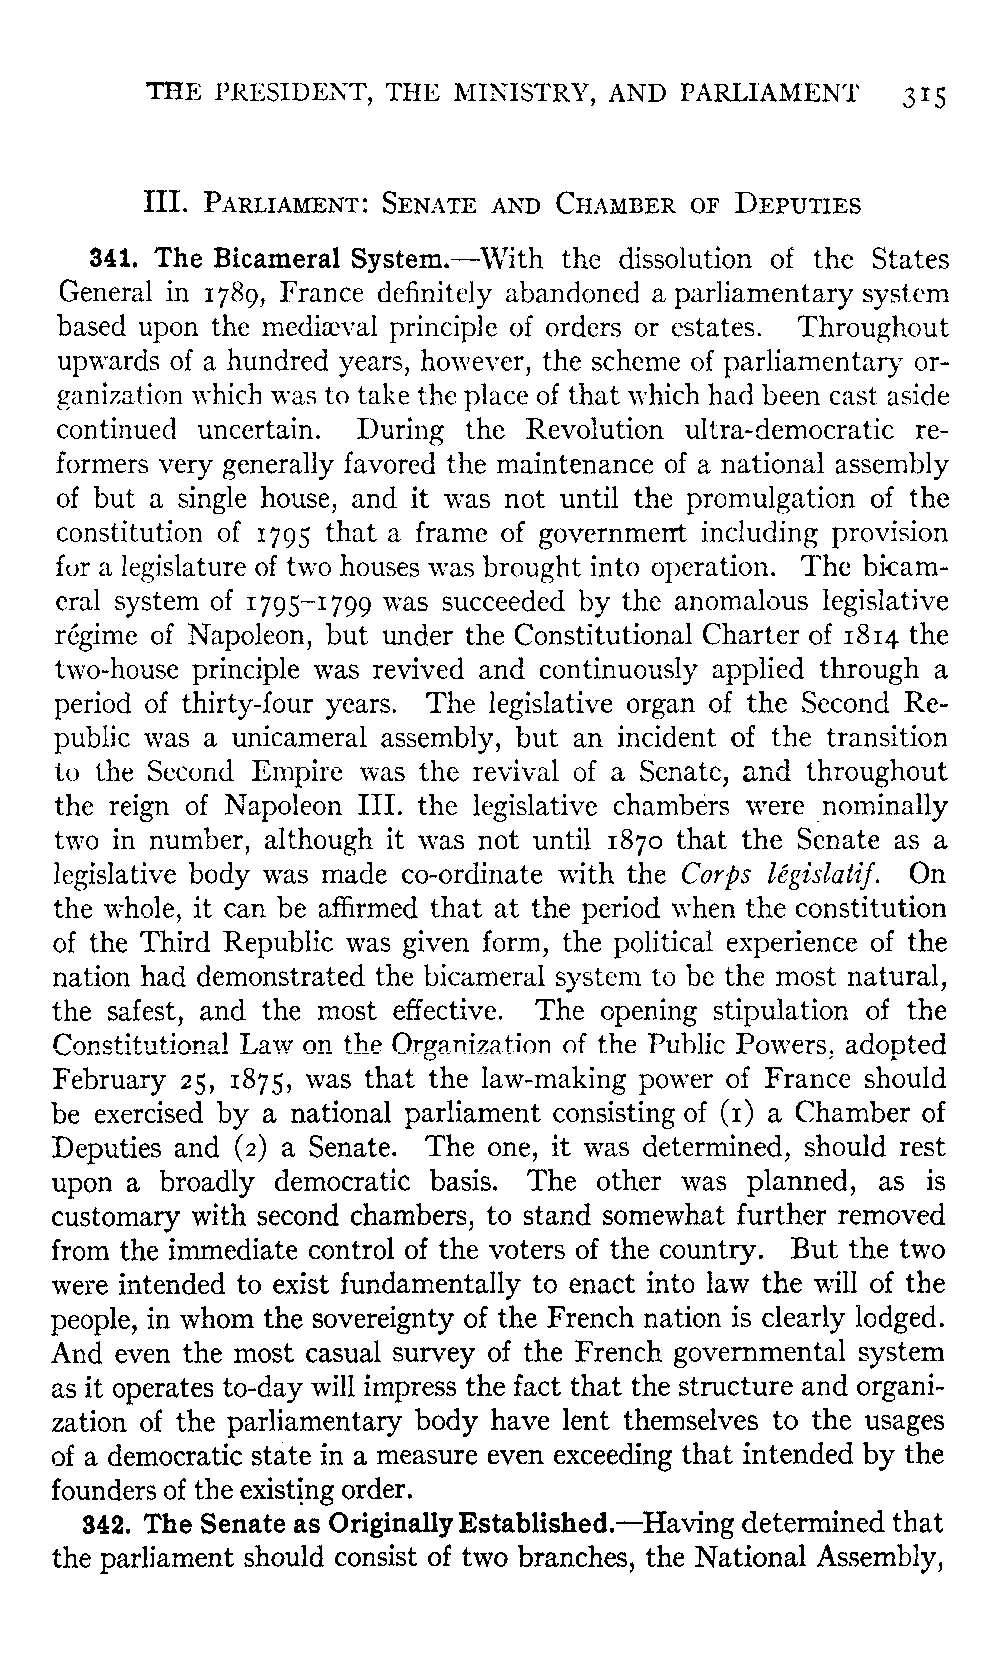 THE PRESIDENT, THE MINISTRY, AND PARLIAMENT 315
III. PARLIAMENT: SENATE AND CHAMBER OF DEPUTIES
341. The Bicameral System.—With the dissolution of the States
General in 1789, France definitely abandoned a parliamentary system
based upon the mediæval principle of orders or estates. Throughout
upwards of a hundred years, however, the scheme of parliamentary or-
ganization which was to take the place of that which had been cast aside
continued uncertain. During the Revolution ultra-democratic re-
formers very generally favored the maintenance of a national assembly
of but a single house, and it was not until the promulgation of the
constitution of 1795 that a frame of government including provision
for a legislature of two houses was brought into operation. The bicam-
eral system of 1795–1799 was succeeded by the anomalous legislative
régime of Napoleon, but under the Constitutional Charter of 1814 the
two-house principle was revived and continuously applied through a
period of thirty-four years. The legislative organ of the Second Re-
public was a unicameral assembly, but an incident of the transition
to the Second Empire was the revival of a Senate, and throughout
the reign of Napoleon III. the legislative chambers were nominally
two in number, although it was not until 1870 that the Senate as a
legislative body was made co-ordinate with the Corps législatif. On
the whole, it can be affirmed that at the period when the constitution
of the Third Republic was given form, the political experience of the
nation had demonstrated the bicameral system to be the most natural,
the safest, and the most effective. The opening stipulation of the
Constitutional Law on the Organization of the Public Powers, adopted
February 25, 1875, was that the law-making power of France should
be exercised by a national parliament consisting of (1) a Chamber of
Deputies and (2) a Senate. The one, it was determined, should rest
upon a broadly democratic basis. The other was planned, as is
customary with second chambers, to stand somewhat further removed
from the immediate control of the voters of the country. But the two
were intended to exist fundamentally to enact into law the will of the
people, in whom the sovereignty of the French nation is clearly lodged.
And even the most casual survey of the French governmental system
as it operates to-day will impress the fact that the structure and organi-
zation of the parliamentary body have lent themselves to the usages
of a democratic state in a measure even exceeding that intended by the
founders of the existing order.
342. The Senate as Originally Established.—Having determined that
the parliament should consist of two branches, the National Assembly,